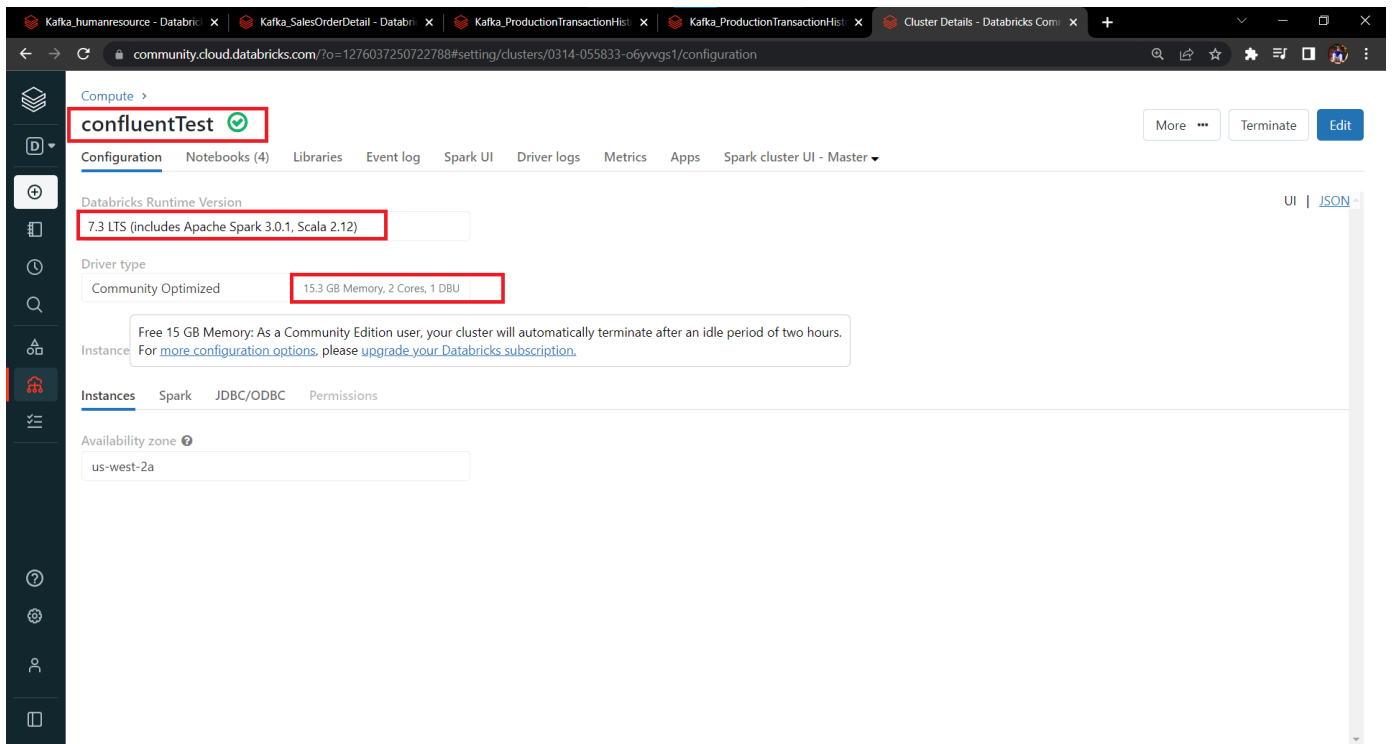 Kafka_humanresource - Databric
Kafka_SalesOrderDetail - Databri
Kafka_ProductionTransactionHist
Kafka_ProductionTransactionHist
Cluster Details - Databricks Com
community.cloud.databricks.com/?o=1276037250722788#setting/clusters/0314-055833-o6yvvgs1/configuration
Compute >
confluentTest
More ••• Terminate Edit
D
Configuration Notebooks (4) Libraries Event log Spark UI Driver logs Metrics Apps Spark cluster UI - Master
Databricks Runtime Version
UI | JSON
7.3 LTS (includes Apache Spark 3.0.1, Scala 2.12)
Driver type
Community Optimized 15.3 GB Memory, 2 Cores, 1 DBU
Free 15 GB Memory: As a Community Edition user, your cluster will automatically terminate after an idle period of two hours.
Instance For more configuration options, please upgrade your Databricks subscription.
Instances Spark JDBC/ODBC Permissions
Availability zone
us-west-2a